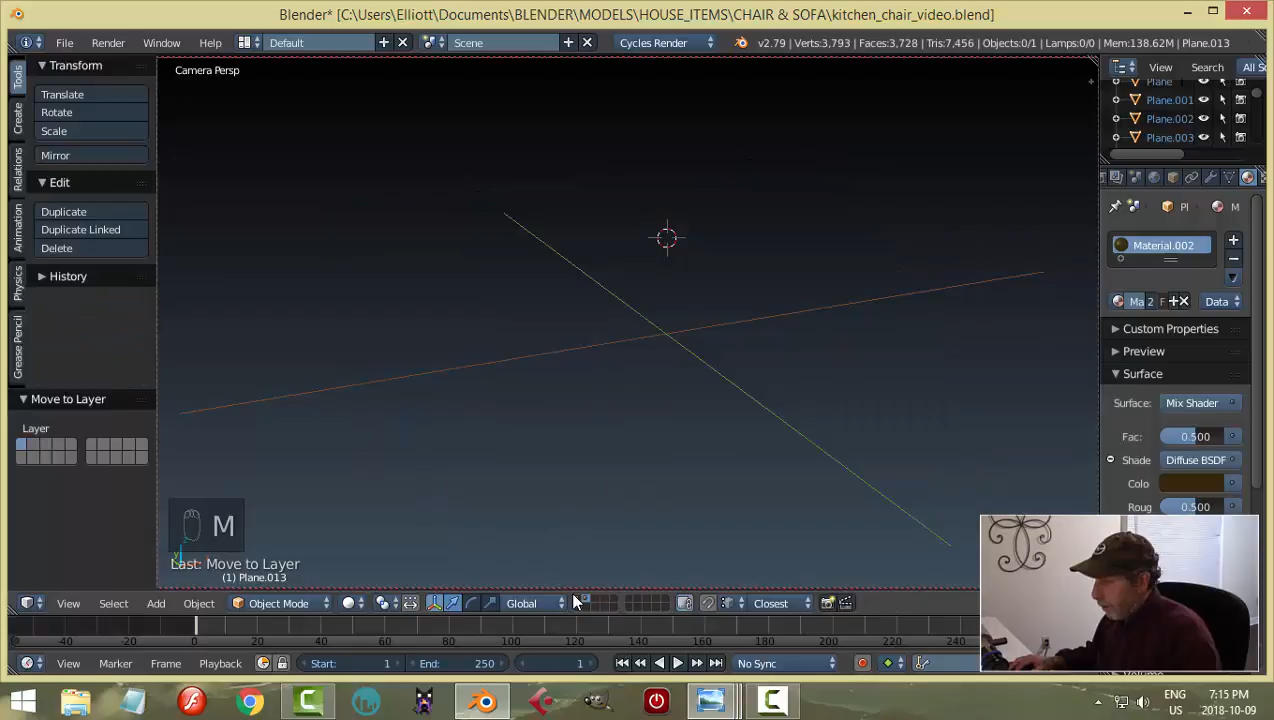 Blender* [C:\Users\Elliott\Documents\BLENDER\MODELS\HOUSE_ITEMS\CHAIR & SOFA\kitchen_chair_video.blend]
File Render Window Help Default Scene Cycles Render v2.79 | Verts:3,793 | Faces:3,728 | Tris:7,456 | Objects:0/1 | Lamps:0/0 | Mem:138.62M | Plane.013
Tools
Create
Relations
Animation
Physics
Grease Pencil
Transform
Translate
Rotate
Scale
Mirror
Edit
Duplicate
Duplicate Linked
Delete
History
Move to Layer
Layer
Camera Persp
M
Last: Move to Layer
(1) Plane.013
View Search All Sc
Plane
Plane.001
Plane.002
Plane.003
Pl M
Material.002
Ma 2 F Data
Custom Properties
Preview
Surface
Surface: Mix Shader
Fac: 0.500
Shade Diffuse BSDF
Colo
Roug 0.500
View Select Add Object Object Mode Global Closest
-40 -20 0 20 40 60 80 100 120 140 160 180 200 220 240
View Marker Frame Playback Start: 1 End: 250 1 No Sync
ENG 7:15 PM
US 2018-10-09